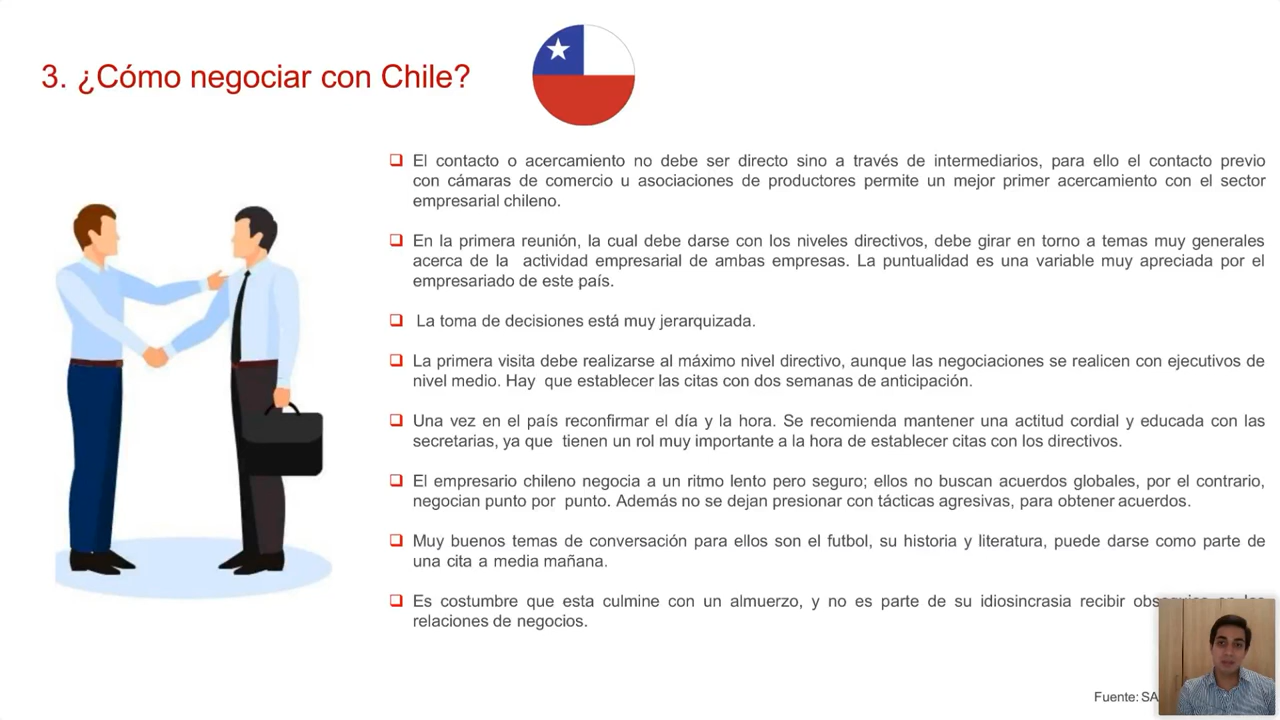 3. ¿Cómo negociar con Chile?
El contacto o acercamiento no debe ser directo sino a través de intermediarios, para ello el contacto previo
con cámaras de comercio u asociaciones de productores permite un mejor primer acercamiento con el sector
empresarial chileno.
En la primera reunión, la cual debe darse con los niveles directivos, debe girar en torno a temas muy generales
acerca de la actividad empresarial de ambas empresas. La puntualidad es una variable muy apreciada por el
empresariado de este país.
La toma de decisiones está muy jerarquizada.
La primera visita debe realizarse al máximo nivel directivo, aunque las negociaciones se realicen con ejecutivos de
nivel medio. Hay que establecer las citas con dos semanas de anticipación.
Una vez en el país reconfirmar el día y la hora. Se recomienda mantener una actitud cordial y educada con las
secretarias, ya que tienen un rol muy importante a la hora de establecer citas con los directivos.
El empresario chileno negocia a un ritmo lento pero seguro; ellos no buscan acuerdos globales, por el contrario,
negocian punto por punto. Además no se dejan presionar con tácticas agresivas, para obtener acuerdos.
Muy buenos temas de conversación para ellos son el futbol, su historia y literatura, puede darse como parte de
una cita a media mañana.
Es costumbre que esta culmine con un almuerzo, y no es parte de su idiosincrasia recibir
relaciones de negocios.
Fuente: